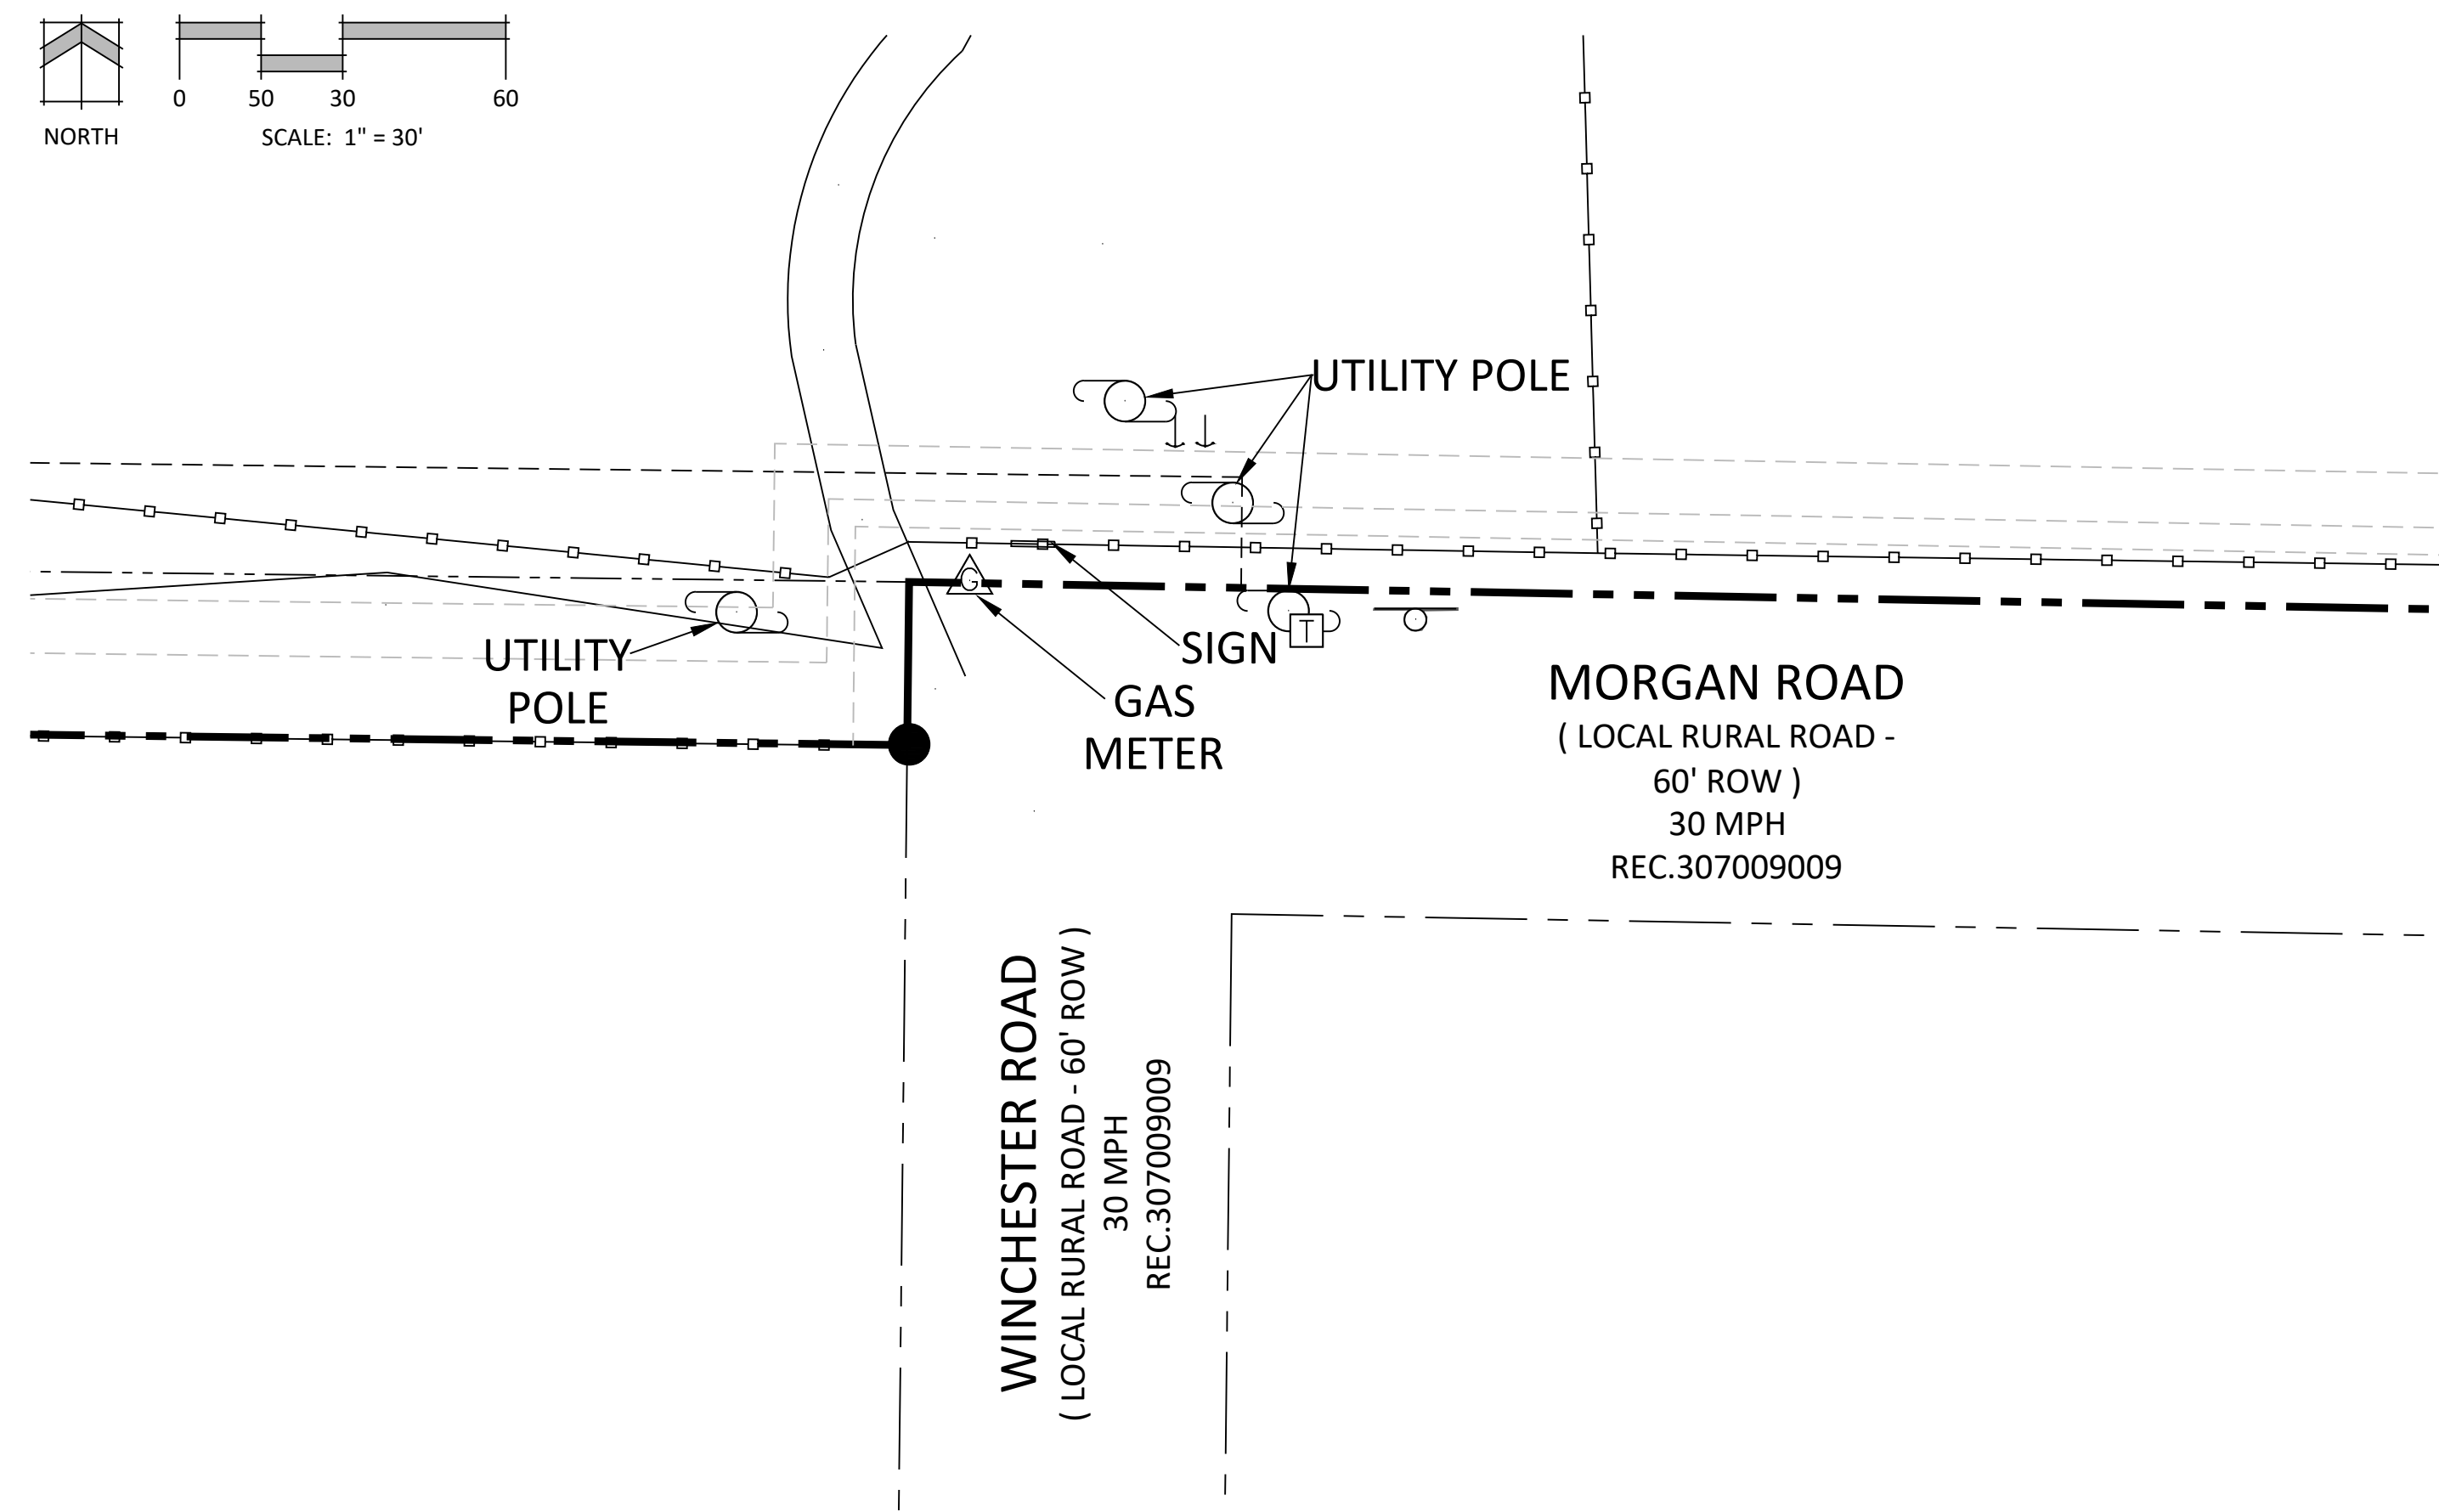 0 50 30 60
NORTH
SCALE: 1" = 30'
UTILITY POLE
UTILITY
POLE
G
SIGN
T
GAS
METER
MORGAN ROAD
( LOCAL RURAL ROAD -
60' ROW )
30 MPH
REC.307009009
WINCHESTER ROAD
( LOCAL RURAL ROAD - 60' ROW )
30 MPH
REC.307009009